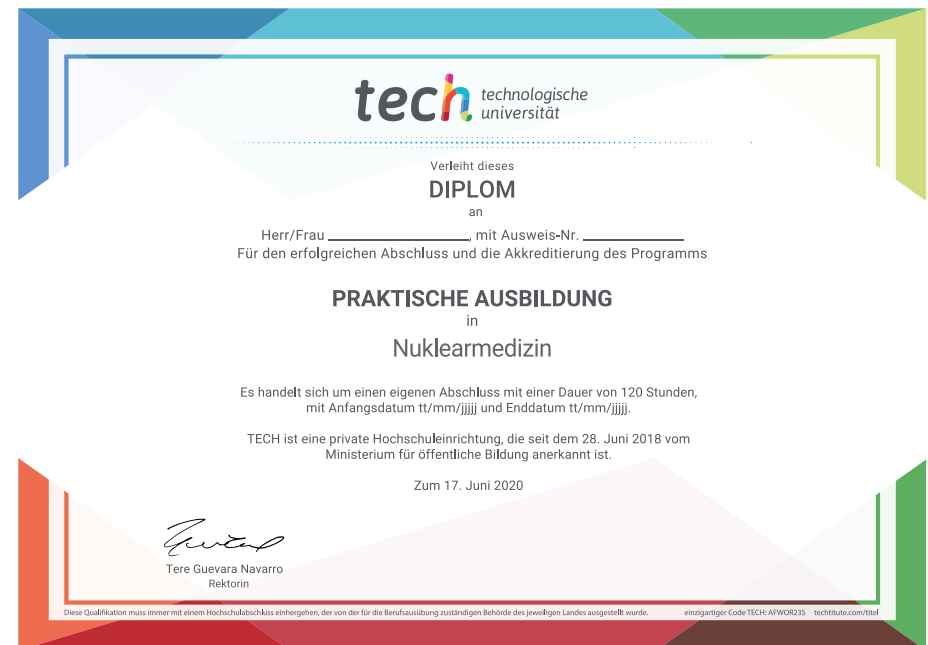 tech technologische
universität
Verleiht dieses
DIPLOM
an
Herr/Frau ____________________, mit Ausweis-Nr. ______________
Für den erfolgreichen Abschluss und die Akkreditierung des Programms
PRAKTISCHE AUSBILDUNG
in
Nuklearmedizin
Es handelt sich um einen eigenen Abschluss mit einer Dauer von 120 Stunden,
mit Anfangsdatum tt/mm/jjjjj und Enddatum tt/mm/jjjjj.
TECH ist eine private Hochschuleinrichtung, die seit dem 28. Juni 2018 vom
Ministerium für öffentliche Bildung anerkannt ist.
Zum 17. Juni 2020
Tere Guevara Navarro
Rektorin
Diese Qualifikation muss immer mit einem Hochschulabschluss einhergehen, der von der für die Berufsausübung zuständigen Behörde des jeweiligen Landes ausgestellt wurde. einzigartiger Code TECH: AFWOR23S techtitute.com/titel